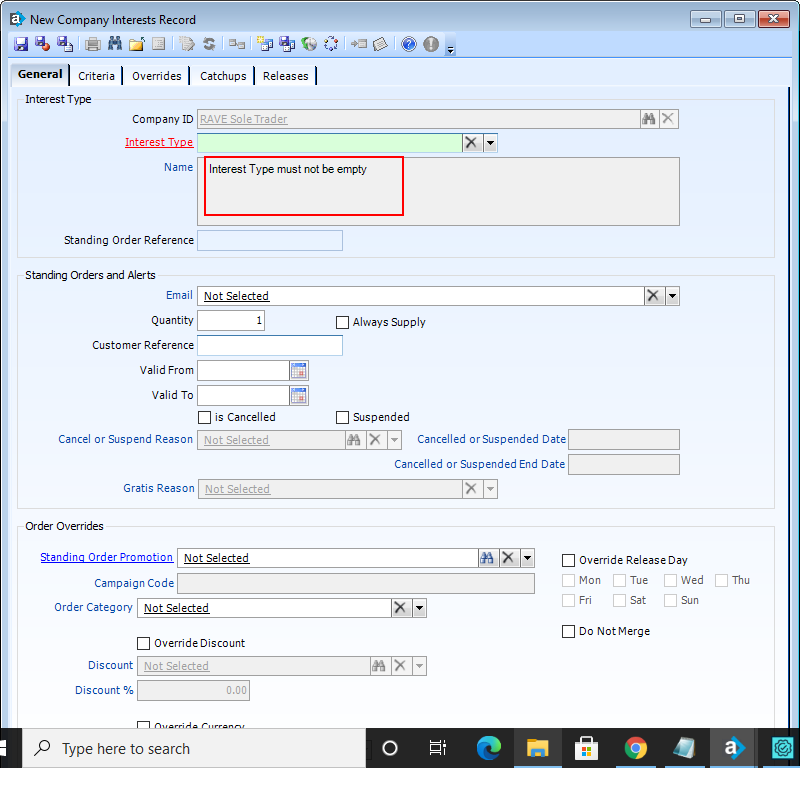 New Company Interests Record
General Criteria Overrides Catchups Releases
Interest Type
Company ID RAVE Sole Trader
Interest Type
Name Interest Type must not be empty
Standing Order Reference
Standing Orders and Alerts
Email Not Selected
Quantity 1 Always Supply
Customer Reference
Valid From
Valid To
is Cancelled Suspended
Cancel or Suspend Reason Not Selected Cancelled or Suspended Date
Cancelled or Suspended End Date
Gratis Reason Not Selected
Order Overrides
Standing Order Promotion Not Selected Override Release Day
Campaign Code Mon Tue Wed Thu
Order Category Not Selected Fri Sat Sun
Do Not Merge
Override Discount
Discount Not Selected
Discount % 0.00
Override Currency
Type here to search